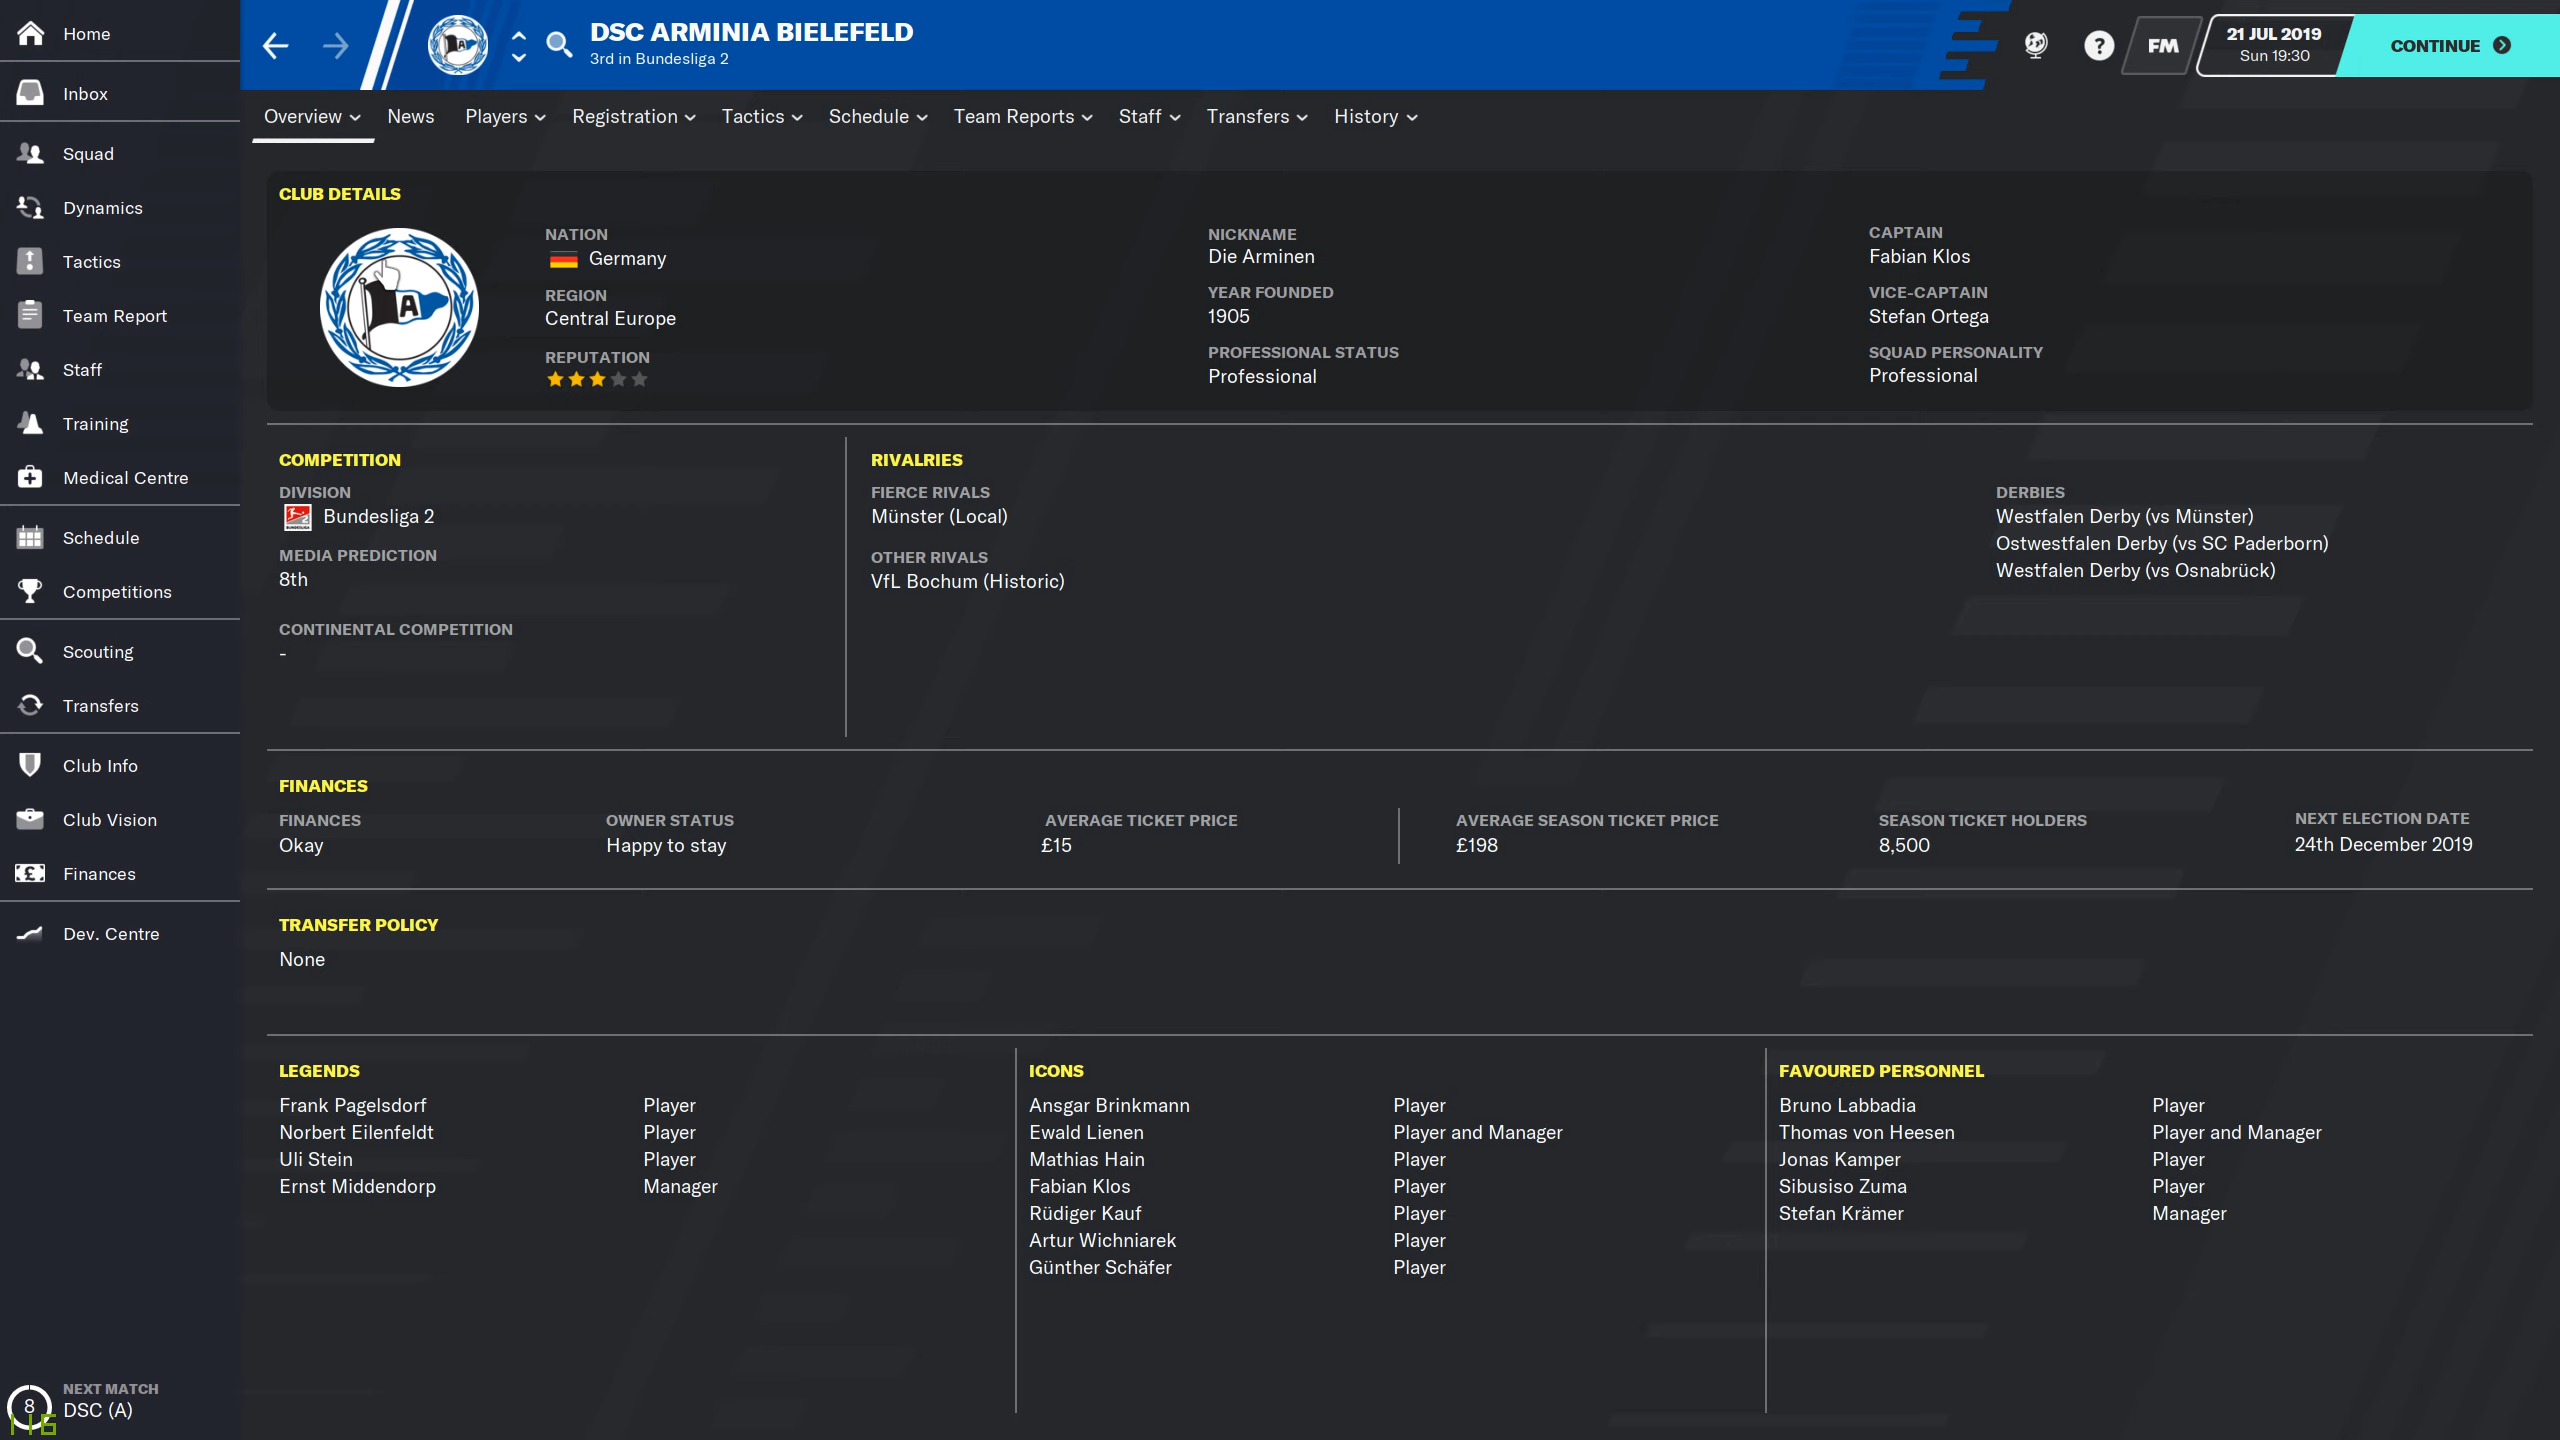 Home
Inbox
Squad
Dynamics
Tactics
Team Report
Staff
Training
Medical Centre
Schedule
Competitions
Scouting
Transfers
Club Info
Club Vision
Finances
Dev. Centre
8
116
NEXT MATCH
DSC (A)
A
DSC ARMINIA BIELEFELD
3rd in Bundesliga 2
?
FM
21 JUL 2019
Sun 19:30
CONTINUE
Overview News Players Registration Tactics Schedule Team Reports Staff Transfers History
CLUB DETAILS
A
NATION
Germany
REGION
Central Europe
REPUTATION
NICKNAME
Die Arminen
YEAR FOUNDED
1905
PROFESSIONAL STATUS
Professional
CAPTAIN
Fabian Klos
VICE-CAPTAIN
Stefan Ortega
SQUAD PERSONALITY
Professional
COMPETITION
DIVISION
Bundesliga 2
MEDIA PREDICTION
8th
CONTINENTAL COMPETITION
-
RIVALRIES
FIERCE RIVALS
Münster (Local)
OTHER RIVALS
VfL Bochum (Historic)
DERBIES
Westfalen Derby (vs Münster)
Ostwestfalen Derby (vs SC Paderborn)
Westfalen Derby (vs Osnabrück)
FINANCES
FINANCES
Okay
OWNER STATUS
Happy to stay
AVERAGE TICKET PRICE
£15
AVERAGE SEASON TICKET PRICE
£198
SEASON TICKET HOLDERS
8,500
NEXT ELECTION DATE
24th December 2019
TRANSFER POLICY
None
LEGENDS
Frank Pagelsdorf Player
Norbert Eilenfeldt Player
Uli Stein Player
Ernst Middendorp Manager
ICONS
Ansgar Brinkmann Player
Ewald Lienen Player and Manager
Mathias Hain Player
Fabian Klos Player
Rüdiger Kauf Player
Artur Wichniarek Player
Günther Schäfer Player
FAVOURED PERSONNEL
Bruno Labbadia Player
Thomas von Heesen Player and Manager
Jonas Kamper Player
Sibusiso Zuma Player
Stefan Krämer Manager